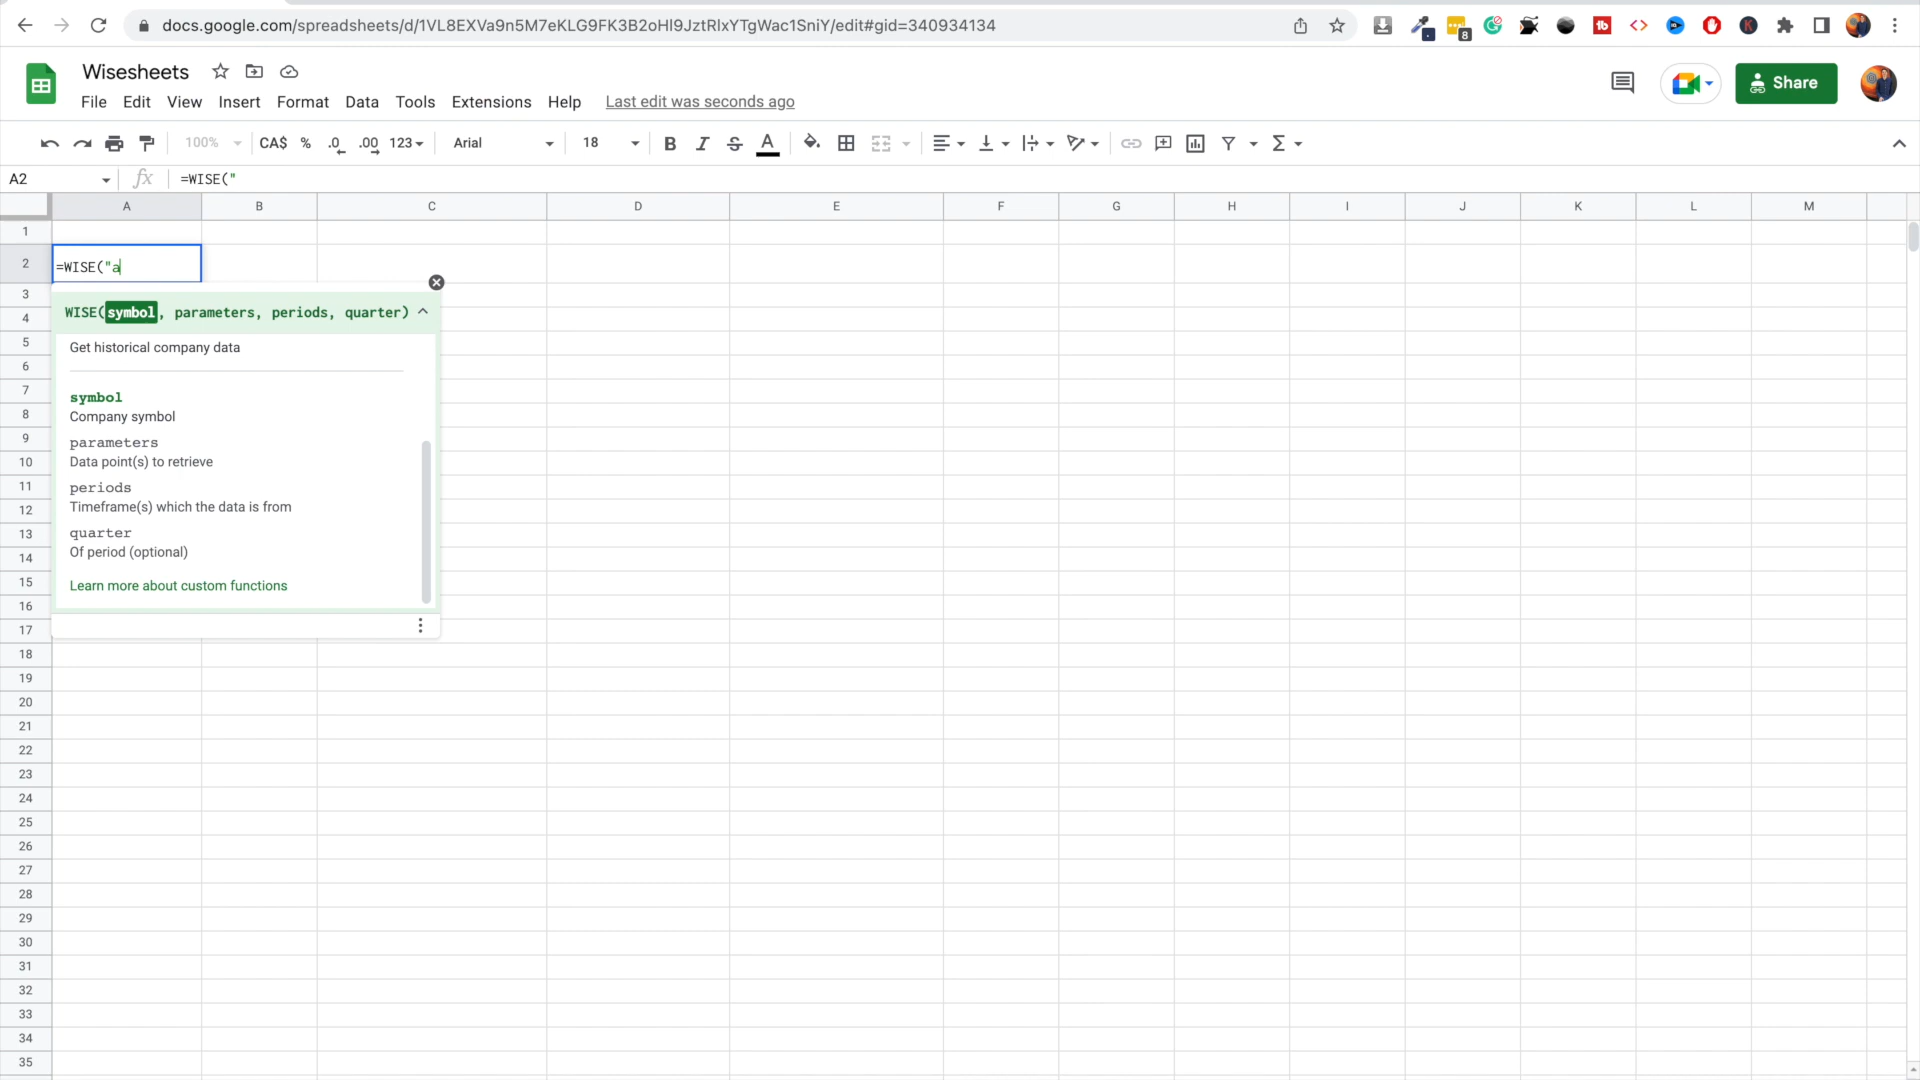 docs.google.com/spreadsheets/d/1VL8EXVa9n5M7eKLG9FK3B2oHI9JztRlxYTgWac1SniY/edit#gid=340934134
8
tb
K
Wisesheets
File Edit View Insert Format Data Tools Extensions Help Last edit was seconds ago
Share
100% CA$ % .0 .00 123 Arial 18 B I S A
A2 fx =WISE("
A B C D E F G H I J K L M
1
2 =WISE("a
3
WISE(symbol, parameters, periods, quarter)
4
5 Get historical company data
6
7 symbol
8 Company symbol
9 parameters
10 Data point(s) to retrieve
11 periods
12 Timeframe(s) which the data is from
13 quarter
14 Of period (optional)
15 Learn more about custom functions
16
17
18
19
20
21
22
23
24
25
26
27
28
29
30
31
32
33
34
35